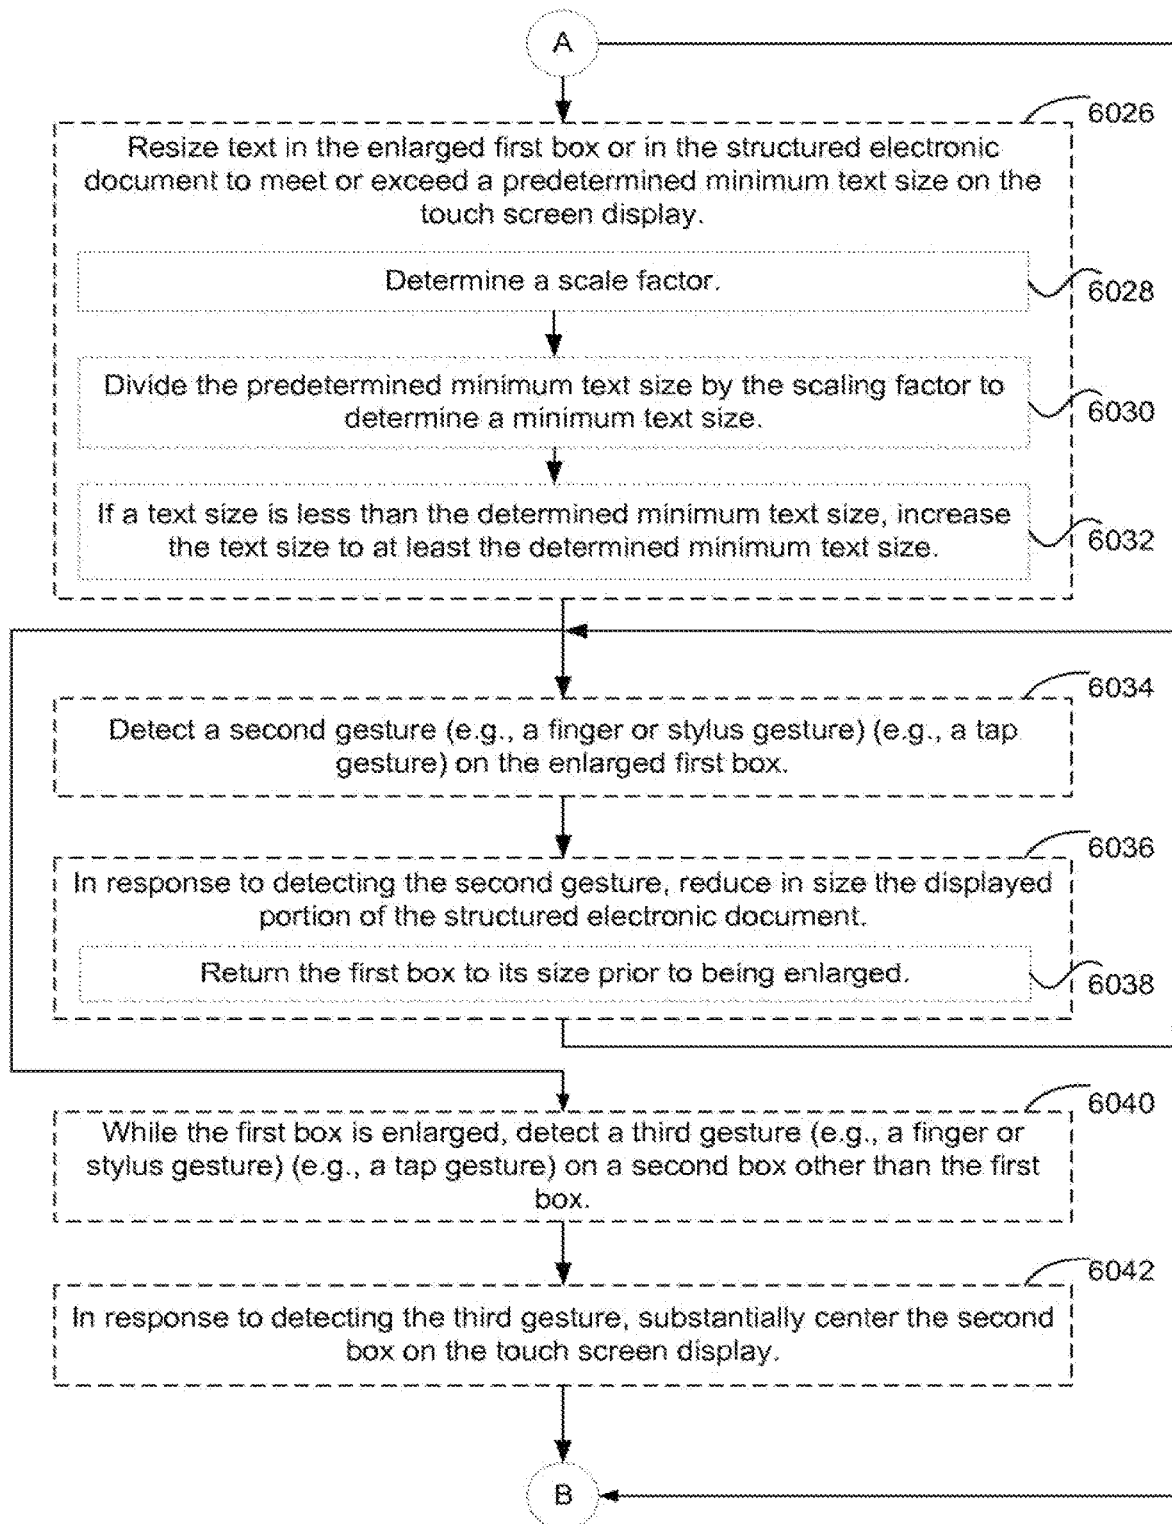 A
6026
Resize text in the enlarged first box or in the structured electronic
document to meet or exceed a predetermined minimum text size on the
touch screen display.
Determine a scale factor.
6028
Divide the predetermined minimum text size by the scaling factor to
determine a minimum text size.
6030
If a text size is less than the determined minimum text size, increase
the text size to at least the determined minimum text size.
6032
6034
Detect a second gesture (e.g., a finger or stylus gesture) (e.g., a tap
gesture) on the enlarged first box.
6036
In response to detecting the second gesture, reduce in size the displayed
portion of the structured electronic document.
Return the first box to its size prior to being enlarged.
6038
6040
While the first box is enlarged, detect a third gesture (e.g., a finger or
stylus gesture) (e.g., a tap gesture) on a second box other than the first
box.
6042
In response to detecting the third gesture, substantially center the second
box on the touch screen display.
B